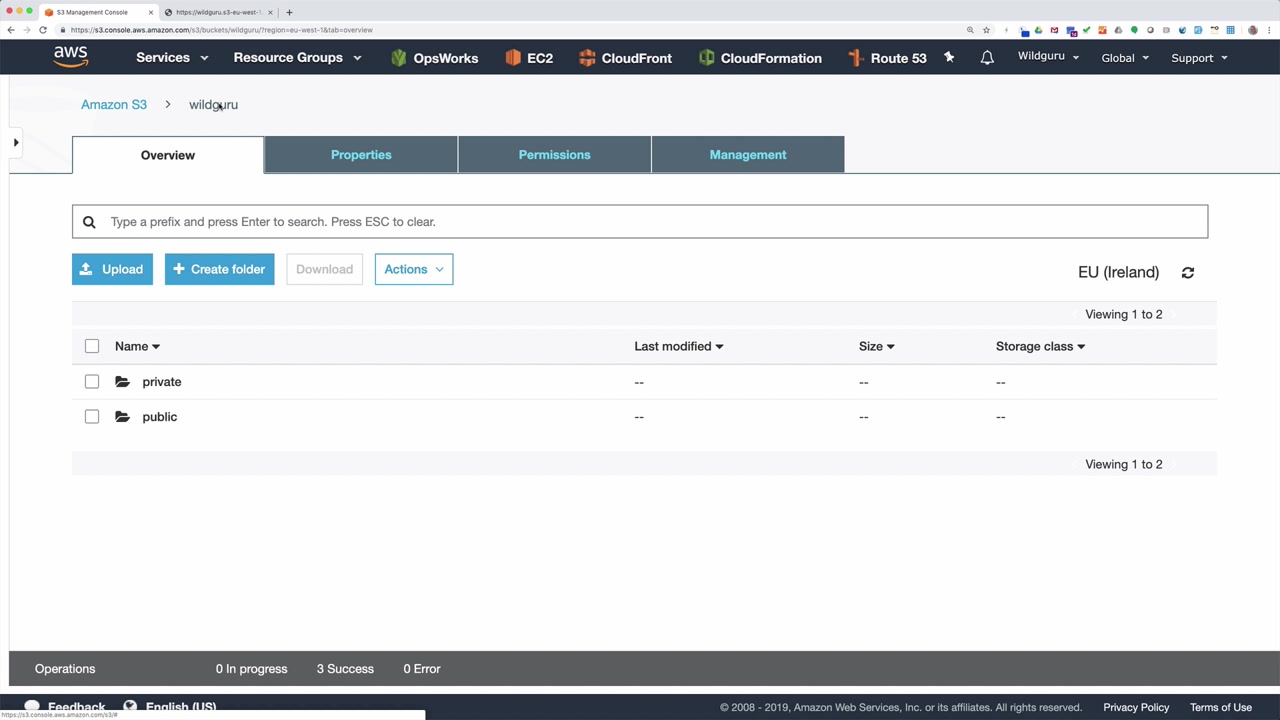 S3 Management Console
https://wildguru.s3-eu-west-1
https://s3.console.aws.amazon.com/s3/buckets/wildguru/?region=eu-west-1&tab=overview
aws Services Resource Groups OpsWorks EC2 CloudFront CloudFormation Route 53 Wildguru Global Support
Amazon S3 > wildguru
Overview Properties Permissions Management
Type a prefix and press Enter to search. Press ESC to clear.
Upload + Create folder Download Actions EU (Ireland)
Viewing 1 to 2
Name Last modified Size Storage class
private -- -- --
public -- -- --
Viewing 1 to 2
Operations 0 In progress 3 Success 0 Error
Feedback English (US) © 2008 - 2019, Amazon Web Services, Inc. or its affiliates. All rights reserved. Privacy Policy Terms of Use
https://s3.console.aws.amazon.com/s3/#